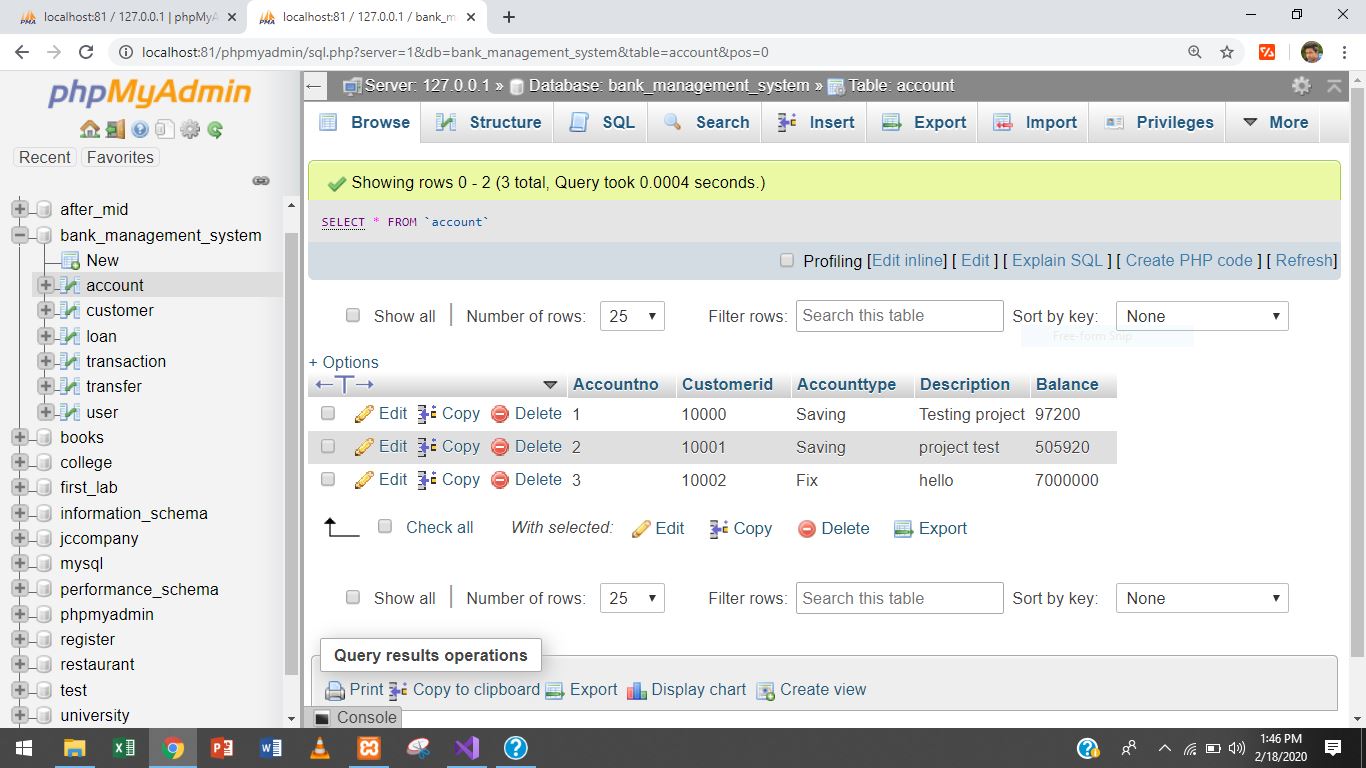 localhost:81 / 127.0.0.1 | phpMyA
localhost:81 / 127.0.0.1 / bank_m
localhost:81/phpmyadmin/sql.php?server=1&db=bank_management_system&table=account&pos=0
phpMyAdmin
Recent Favorites
after_mid
bank_management_system
New
account
customer
loan
transaction
transfer
user
books
college
first_lab
information_schema
jccompany
mysql
performance_schema
phpmyadmin
register
restaurant
test
university
Server: 127.0.0.1 » Database: bank_management_system » Table: account
Browse Structure SQL Search Insert Export Import Privileges More
Showing rows 0 - 2 (3 total, Query took 0.0004 seconds.)
SELECT * FROM `account`
Profiling [Edit inline] [ Edit ] [ Explain SQL ] [ Create PHP code ] [ Refresh]
Show all | Number of rows: 25 Filter rows: Search this table Sort by key: None
Free-form Snip
+ Options
←T→ Accountno Customerid Accounttype Description Balance
Edit Copy Delete 1 10000 Saving Testing project 97200
Edit Copy Delete 2 10001 Saving project test 505920
Edit Copy Delete 3 10002 Fix hello 7000000
Check all With selected: Edit Copy Delete Export
Show all | Number of rows: 25 Filter rows: Search this table Sort by key: None
Query results operations
Print Copy to clipboard Export Display chart Create view
Console
1:46 PM
2/18/2020